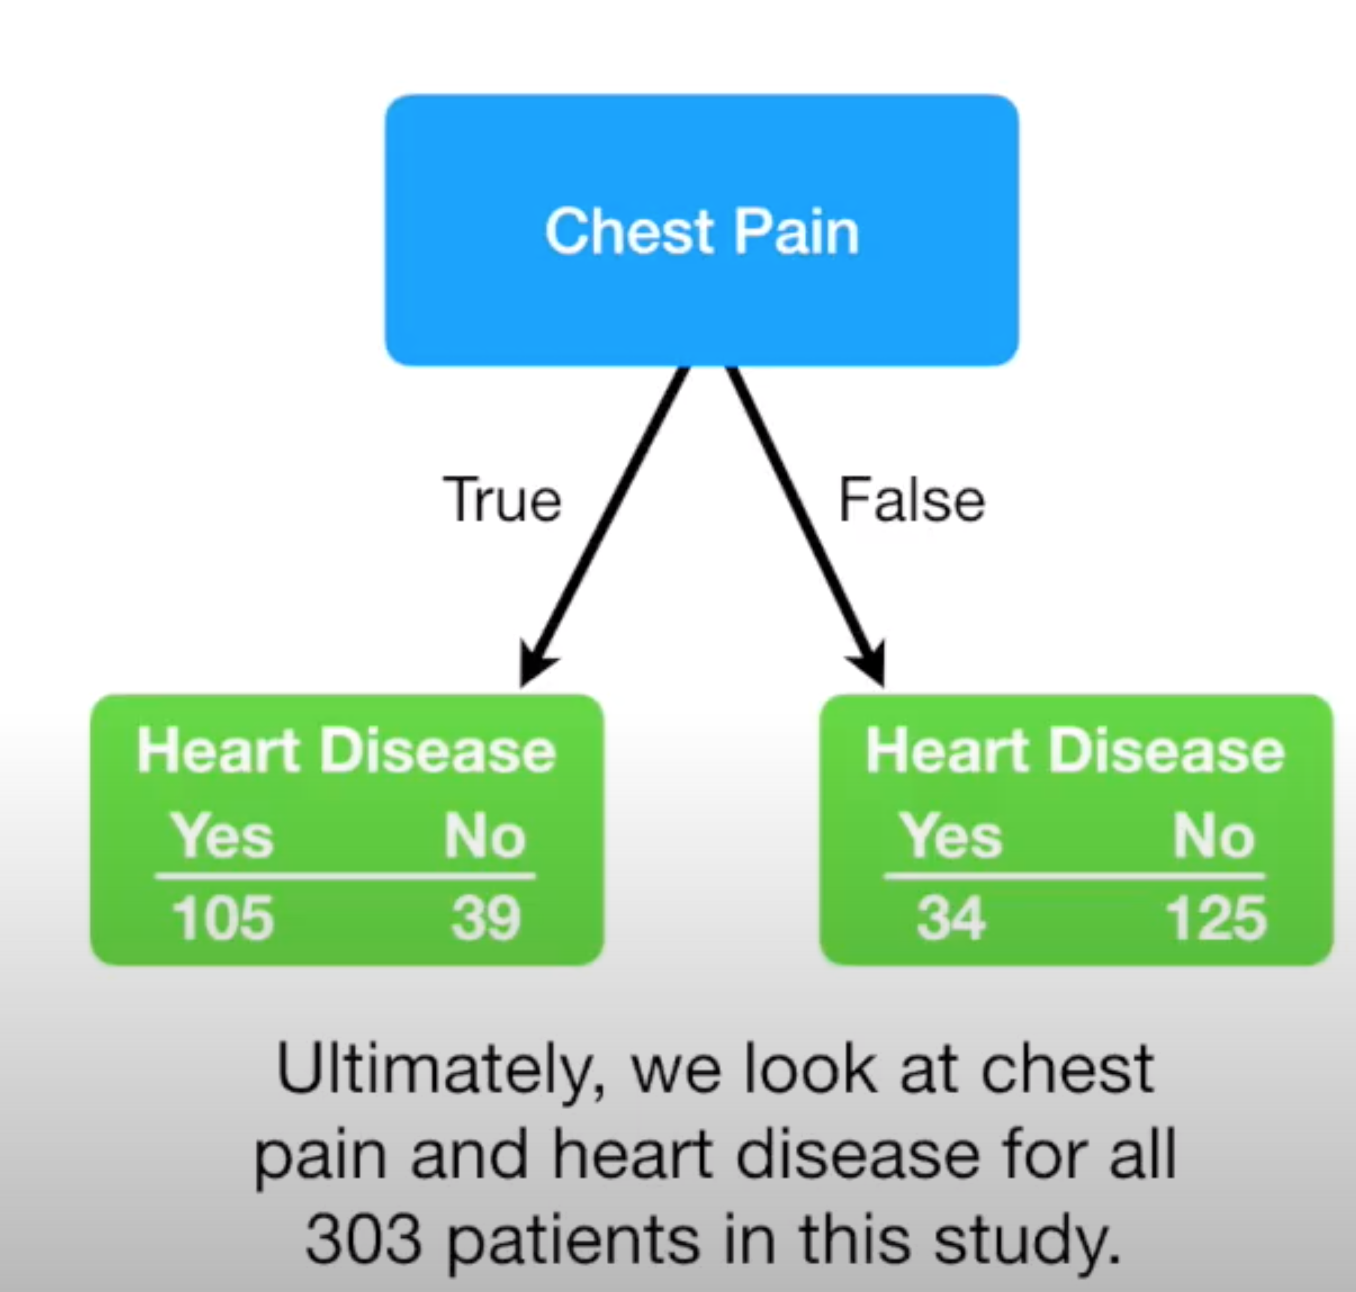 Chest Pain
True
False
Heart Disease
Yes No
105 39
Heart Disease
Yes No
34 125
Ultimately, we look at chest
pain and heart disease for all
303 patients in this study.